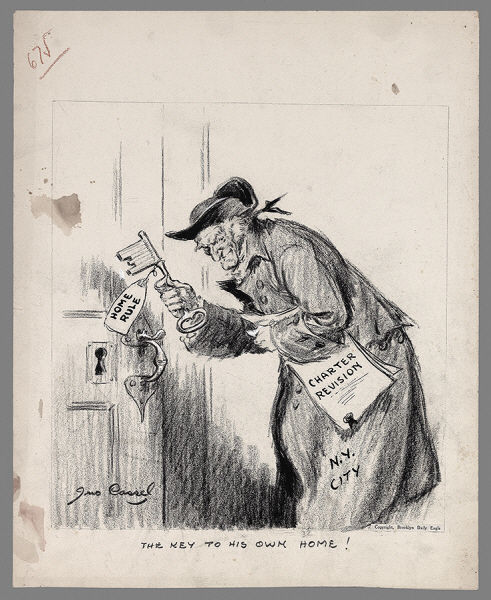 675
HOME
RULE
CHARTER
REVISION
N.Y.
CITY
Jno Cassel
Copyright, Brooklyn Daily Eagle
THE KEY TO HIS OWN HOME!